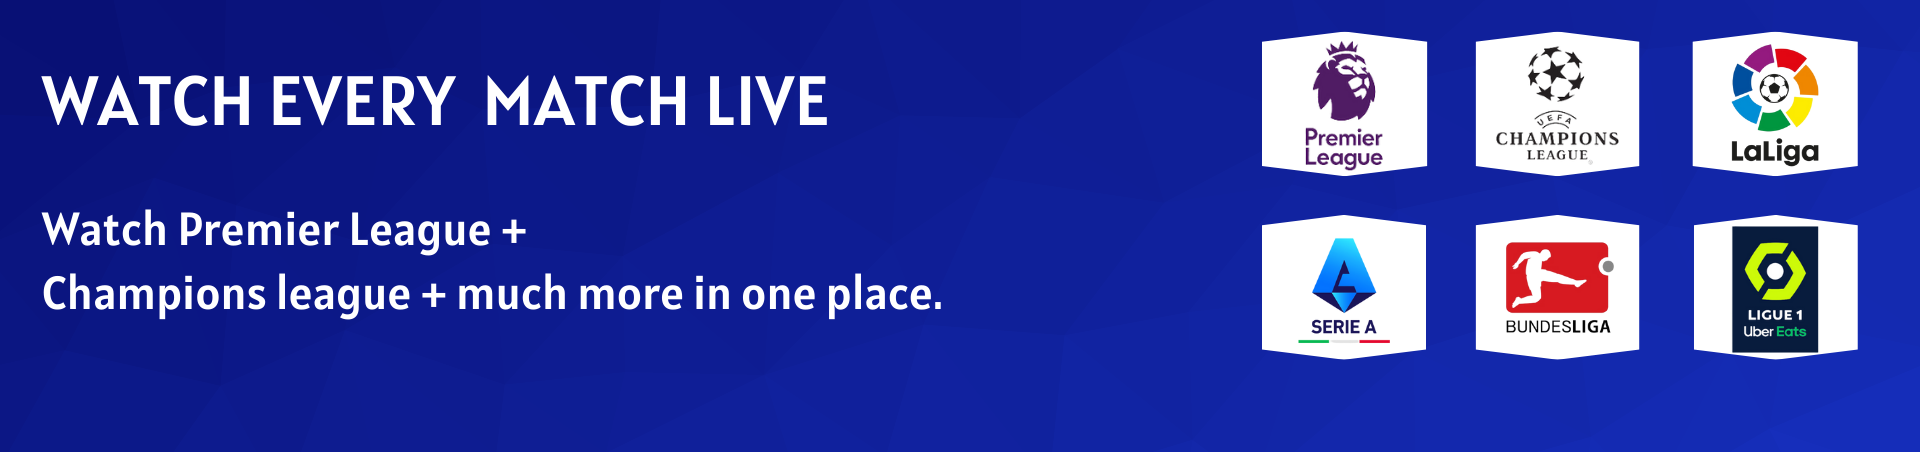 WATCH EVERY MATCH LIVE
Watch Premier League +
Champions league + much more in one place.
Premier
League
UEFA
CHAMPIONS
LEAGUE
LaLiga
SERIE A
BUNDESLIGA
LIGUE 1
Uber Eats